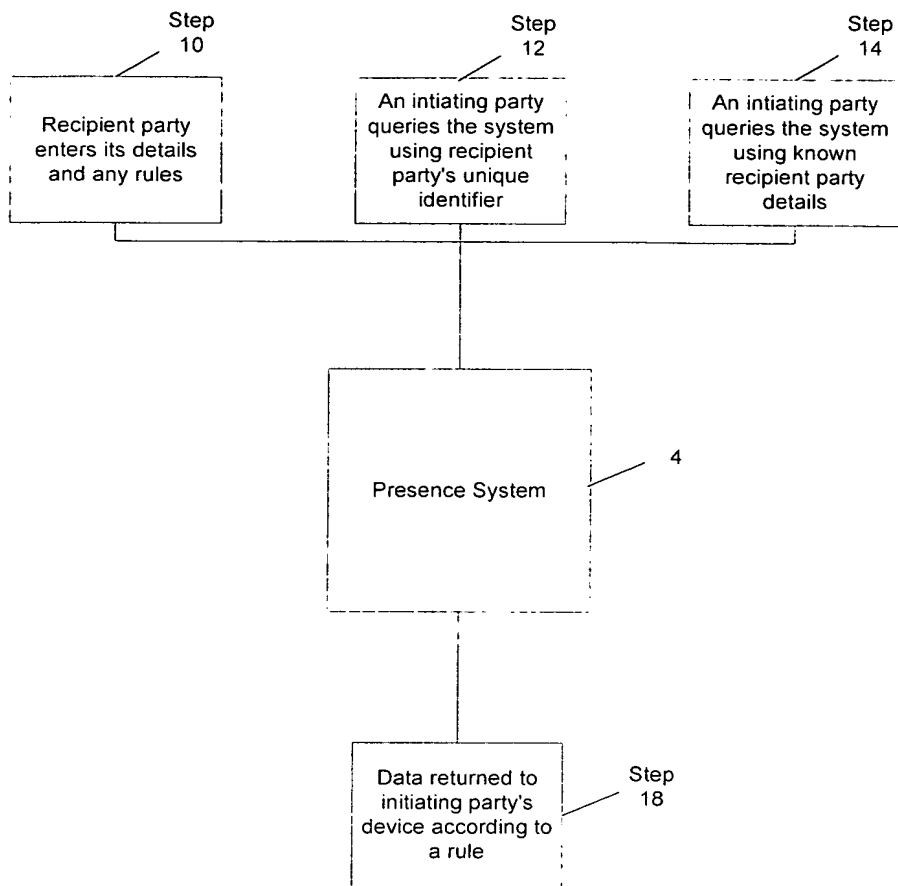 Step
10
Step
12
Step
14
Recipient party
enters its details
and any rules
An intiating party
queries the system
using recipient
party's unique
identifier
An intiating party
queries the system
using known
recipient party
details
Presence System
4
Data returned to
initiating party's
device according to
a rule
Step
18